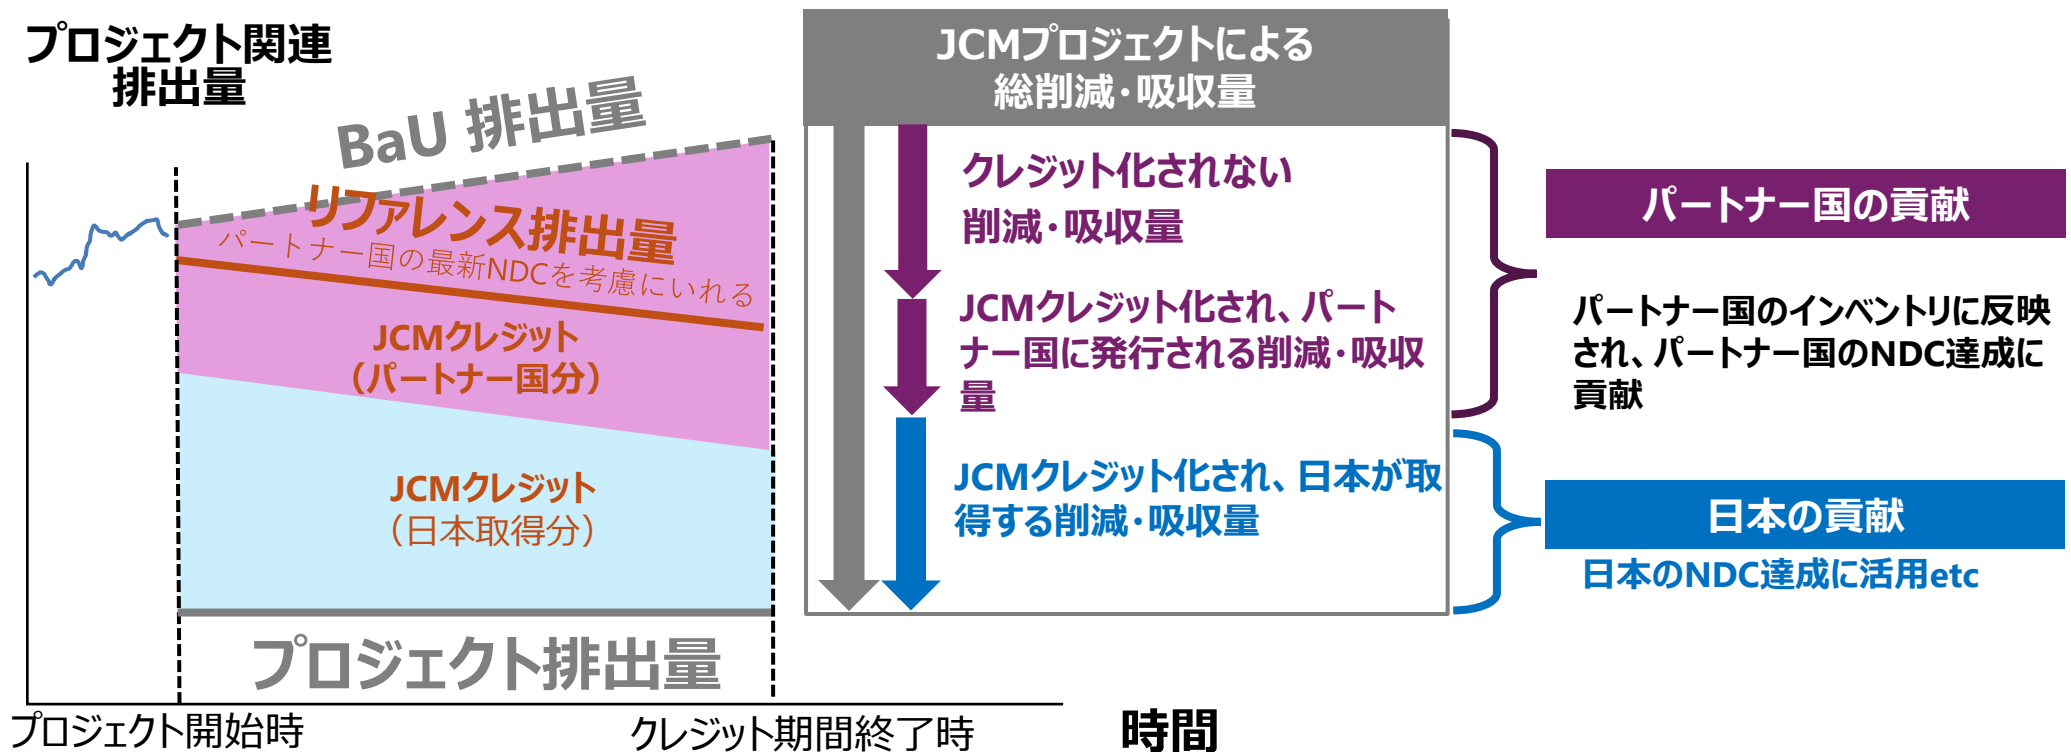 プロジェクト関連
排出量
BaU 排出量
リファレンス排出量
パートナー国の最新NDCを考慮にいれる
JCMクレジット
（パートナー国分）
JCMクレジット
（日本取得分）
プロジェクト排出量
プロジェクト開始時
クレジット期間終了時
時間
JCMプロジェクトによる
総削減・吸収量
クレジット化されない
削減・吸収量
JCMクレジット化され、パート
ナー国に発行される削減・吸収
量
JCMクレジット化され、日本が取
得する削減・吸収量
パートナー国の貢献
パートナー国のインベントリに反映
され、パートナー国のNDC達成に
貢献
日本の貢献
日本のNDC達成に活用etc